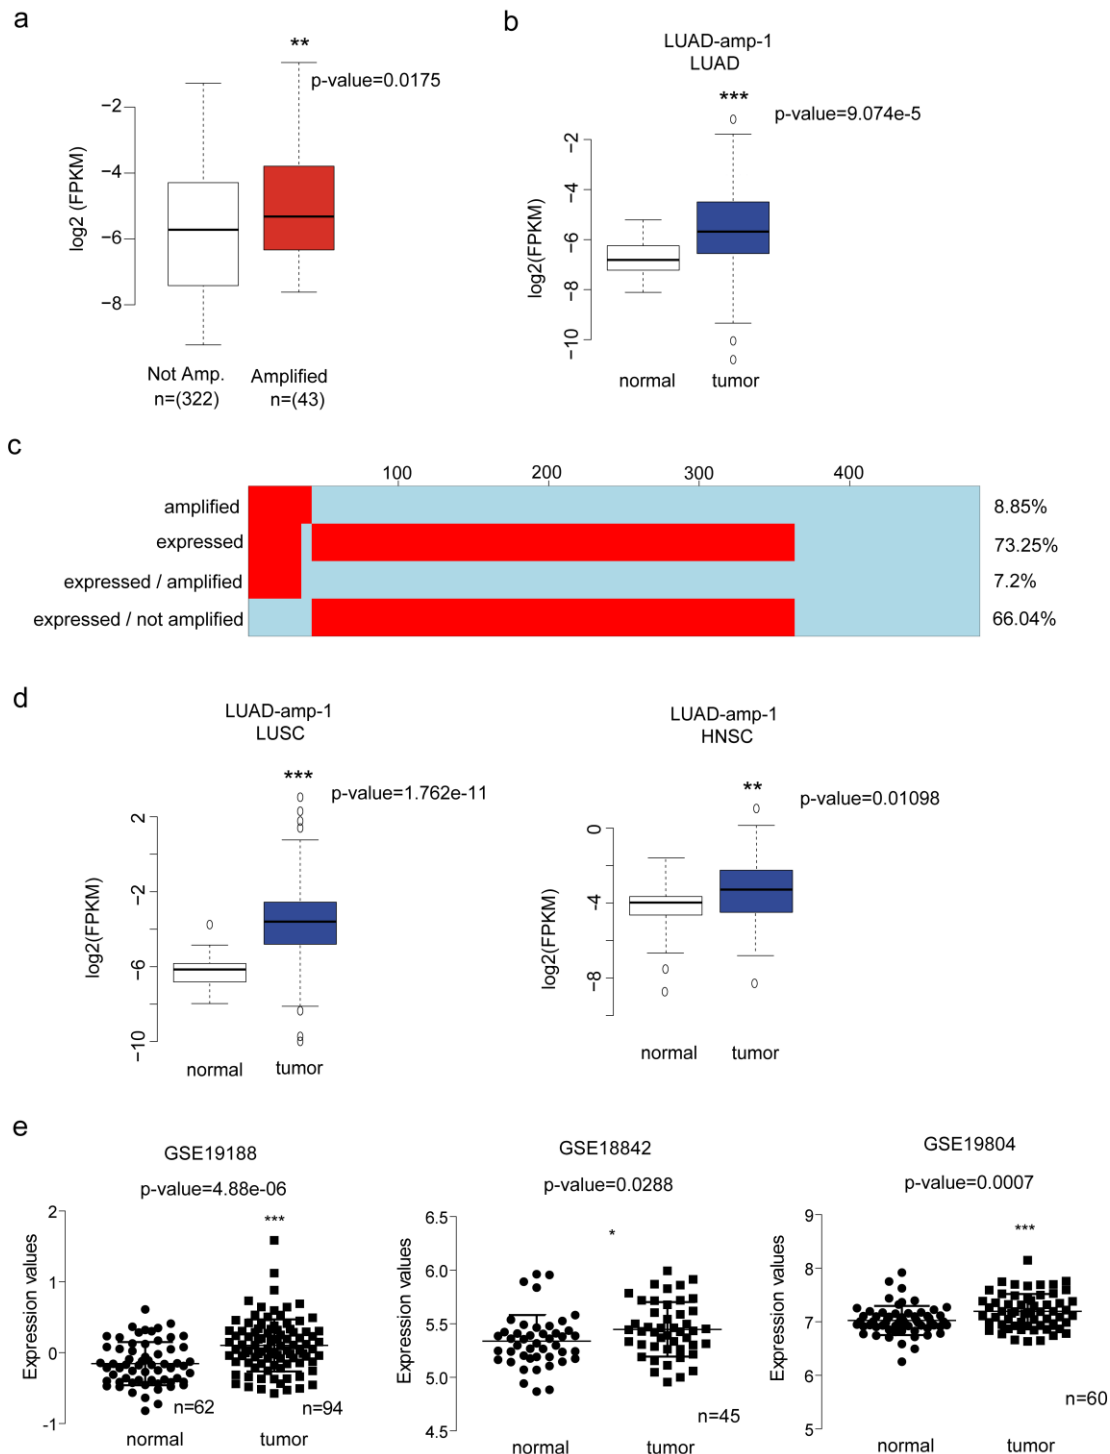 a
**
p-value=0.0175
log2 (FPKM)
−2
−4
−6
−8
Not Amp.
n=(322)
Amplified
n=(43)
b
LUAD-amp-1
LUAD
***
p-value=9.074e-5
log2(FPKM)
−2
−4
−6
−8
−10
normal
tumor
c
100
200
300
400
amplified
8.85%
expressed
73.25%
expressed / amplified
7.2%
expressed / not amplified
66.04%
d
LUAD-amp-1
LUSC
***
p-value=1.762e-11
log2(FPKM)
2
−2
−6
−10
normal
tumor
LUAD-amp-1
HNSC
**
p-value=0.01098
log2(FPKM)
0
−4
−8
normal
tumor
e
GSE19188
p-value=4.88e-06
***
Expression values
2
1
0
-1
n=62
n=94
normal
tumor
GSE18842
p-value=0.0288
*
Expression values
6.5
6.0
5.5
5.0
4.5
n=45
normal
tumor
GSE19804
p-value=0.0007
***
Expression values
9
8
7
6
5
n=60
normal
tumor